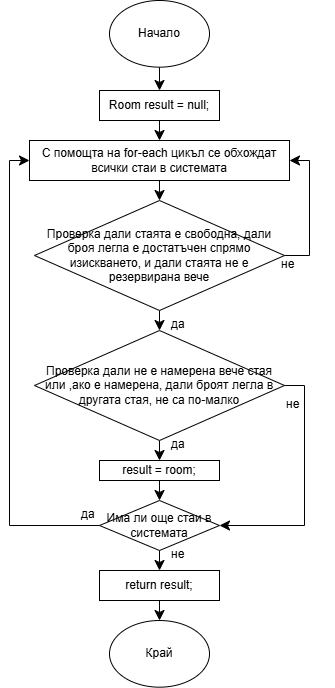 Начало
Room result = null;
С помощта на for-each цикъл се обхождат
всички стаи в системата
Проверка дали стаята е свободна, дали
броя легла е достатъчен спрямо
изискването, и дали стаята не е
резервирана вече
не
да
Проверка дали не е намерена вече стая
или ,ако е намерена, дали броят легла в
другата стая, не са по-малко
не
да
result = room;
да
Има ли още стаи в
системата
не
return result;
Край